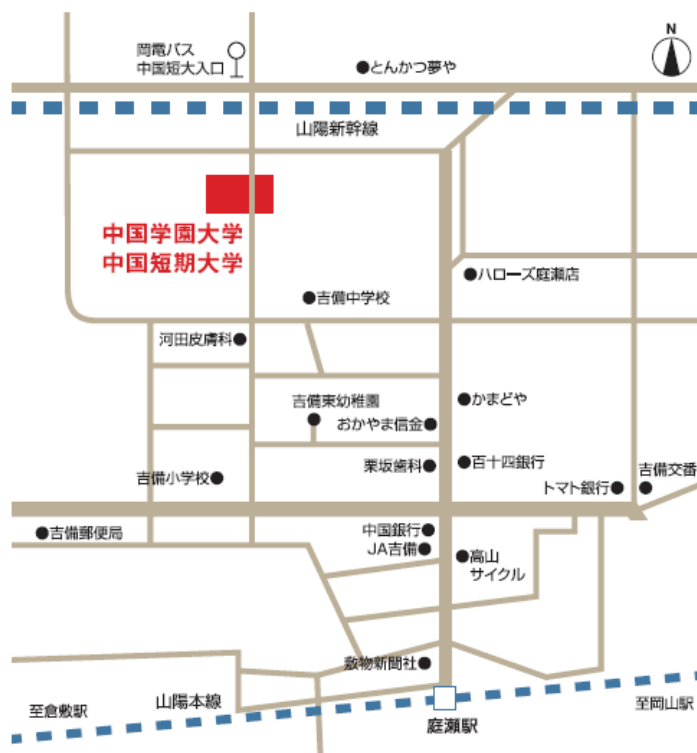 岡電バス
中国短大入口
とんかつ夢や
N
山陽新幹線
中国学園大学
中国短期大学
ハローズ庭瀬店
吉備中学校
河田皮膚科
かまどや
吉備東幼稚園
おかやま信金
栗坂歯科
百十四銀行
吉備交番
吉備小学校
トマト銀行
吉備郵便局
中国銀行
JA吉備
高山
サイクル
敷物新聞社
山陽本線
至倉敷駅
至岡山駅
庭瀬駅